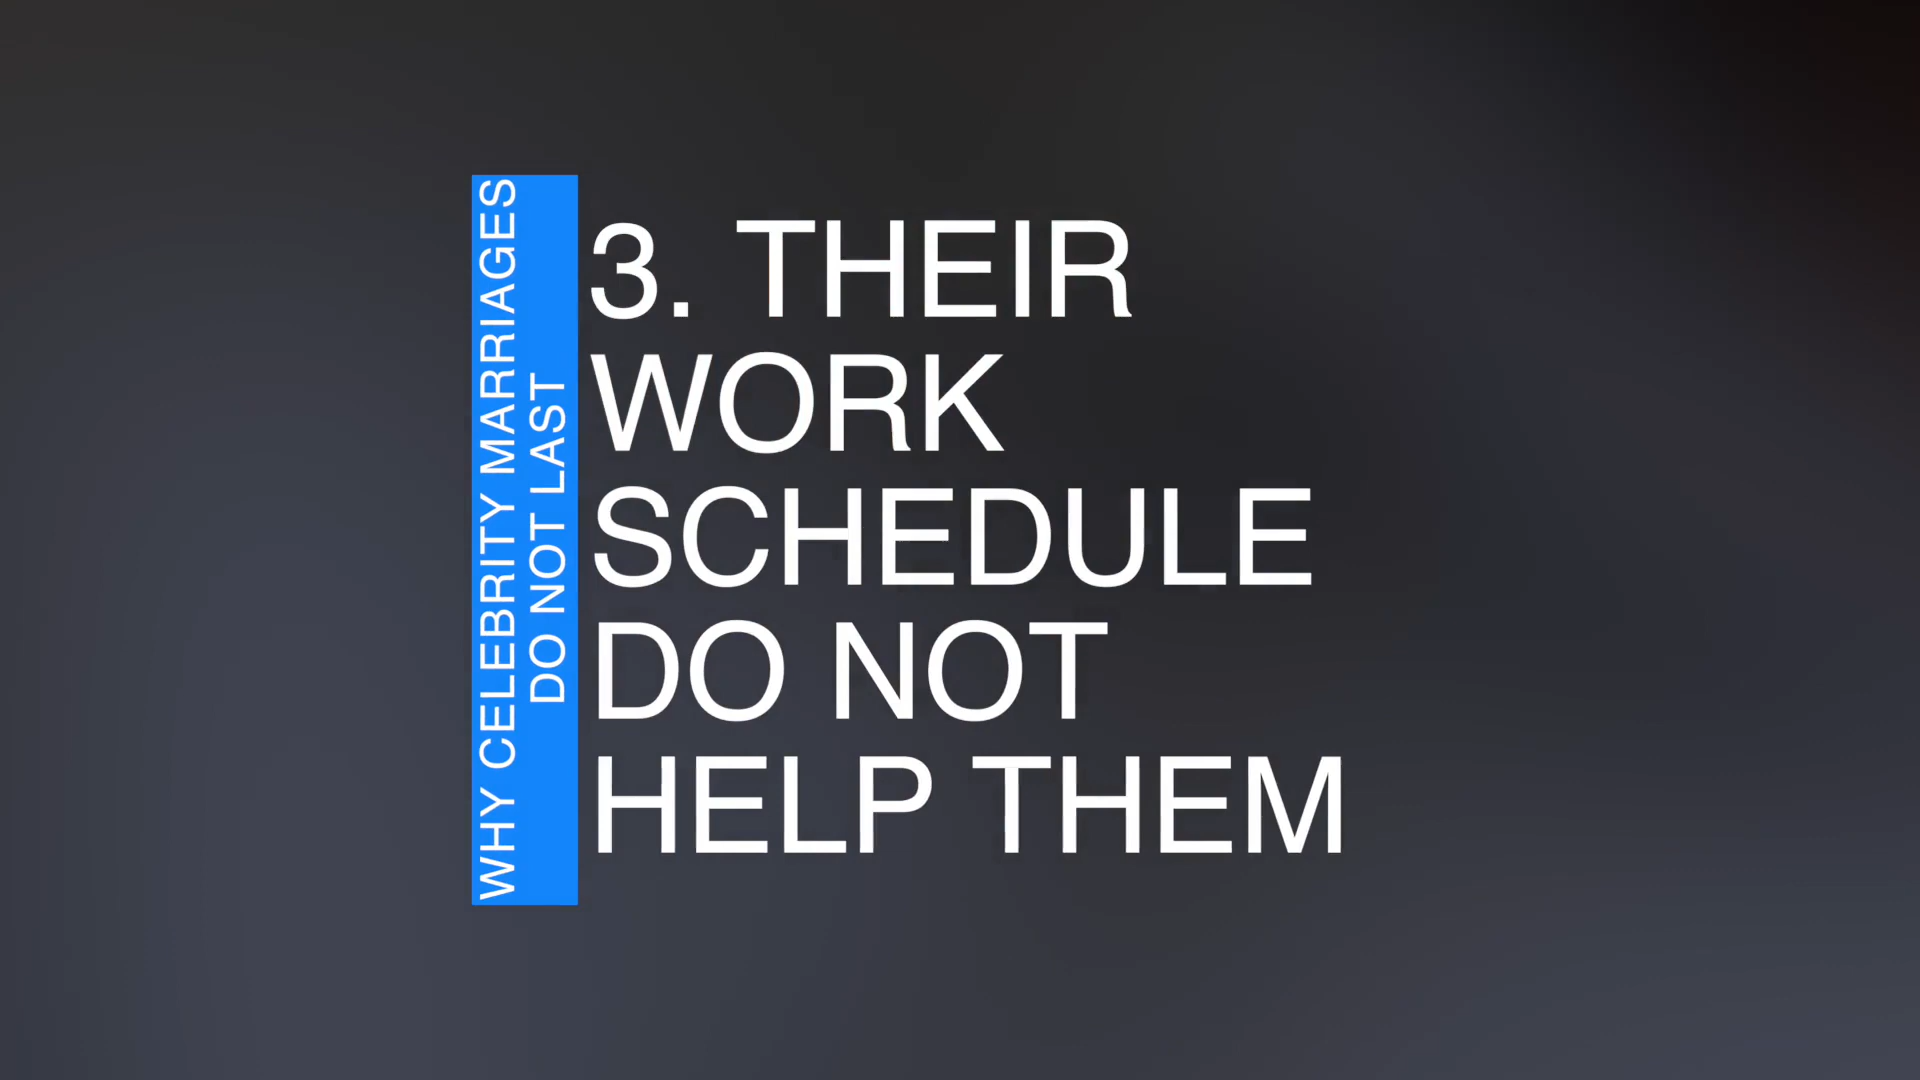 WHY CELEBRITY MARRIAGES
DO NOT LAST
3. THEIR
WORK
SCHEDULE
DO NOT
HELP THEM